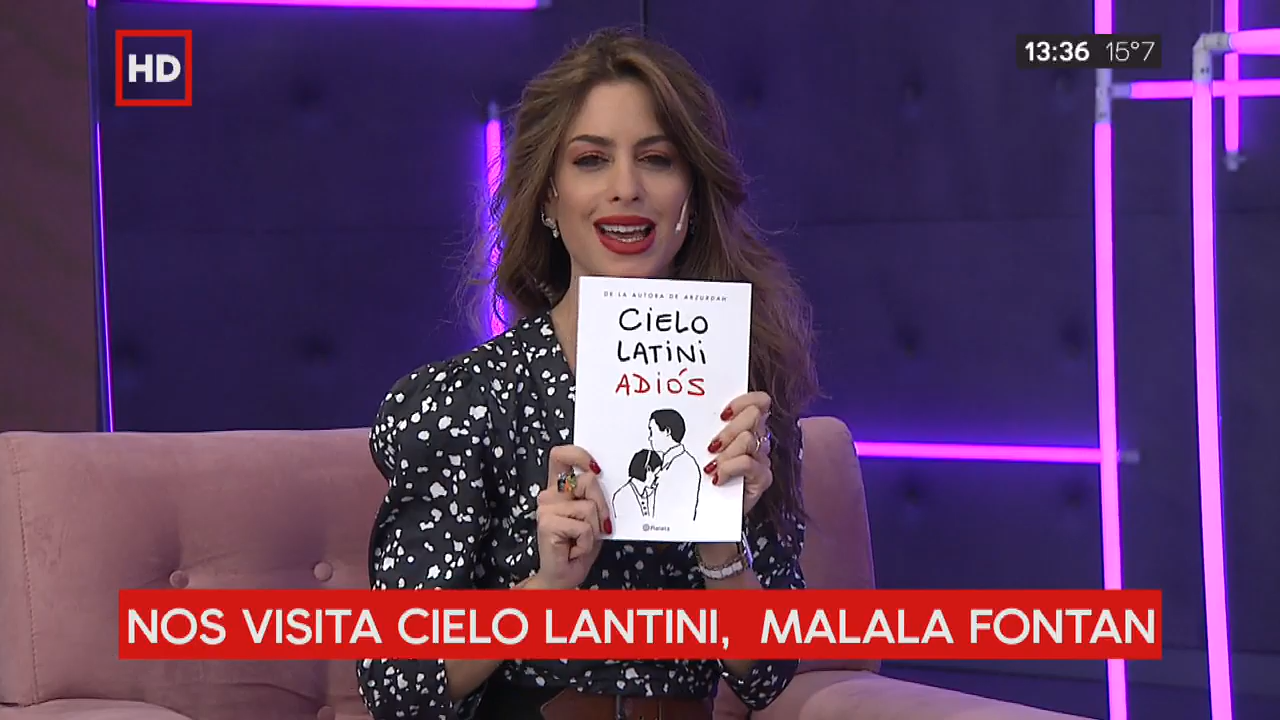 HD
13:36 15°7
DE LA AUTORA DE ABZURDAH
CIELO
LATINI
ADIÓS
Planeta
NOS VISITA CIELO LANTINI, MALALA FONTAN